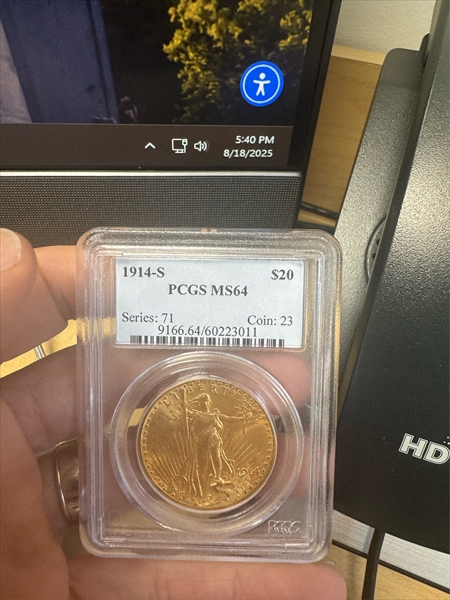 5:40 PM
8/18/2025
1914-S $20
PCGS MS64
Series: 71 Coin: 23
9166.64/60223011
LIBERTY
HD
PCGS